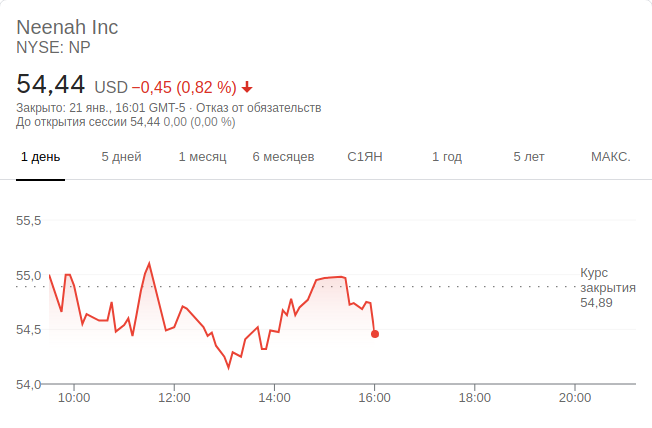 Neenah Inc
NYSE: NP
54,44 USD −0,45 (0,82 %)
Закрыто: 21 янв., 16:01 GMT-5 · Отказ от обязательств
До открытия сессии 54,44 0,00 (0,00 %)
1 день 5 дней 1 месяц 6 месяцев С1ЯН 1 год 5 лет МАКС.
55,5
55,0
54,5
54,0
Курс
закрытия
54,89
10:00 12:00 14:00 16:00 18:00 20:00